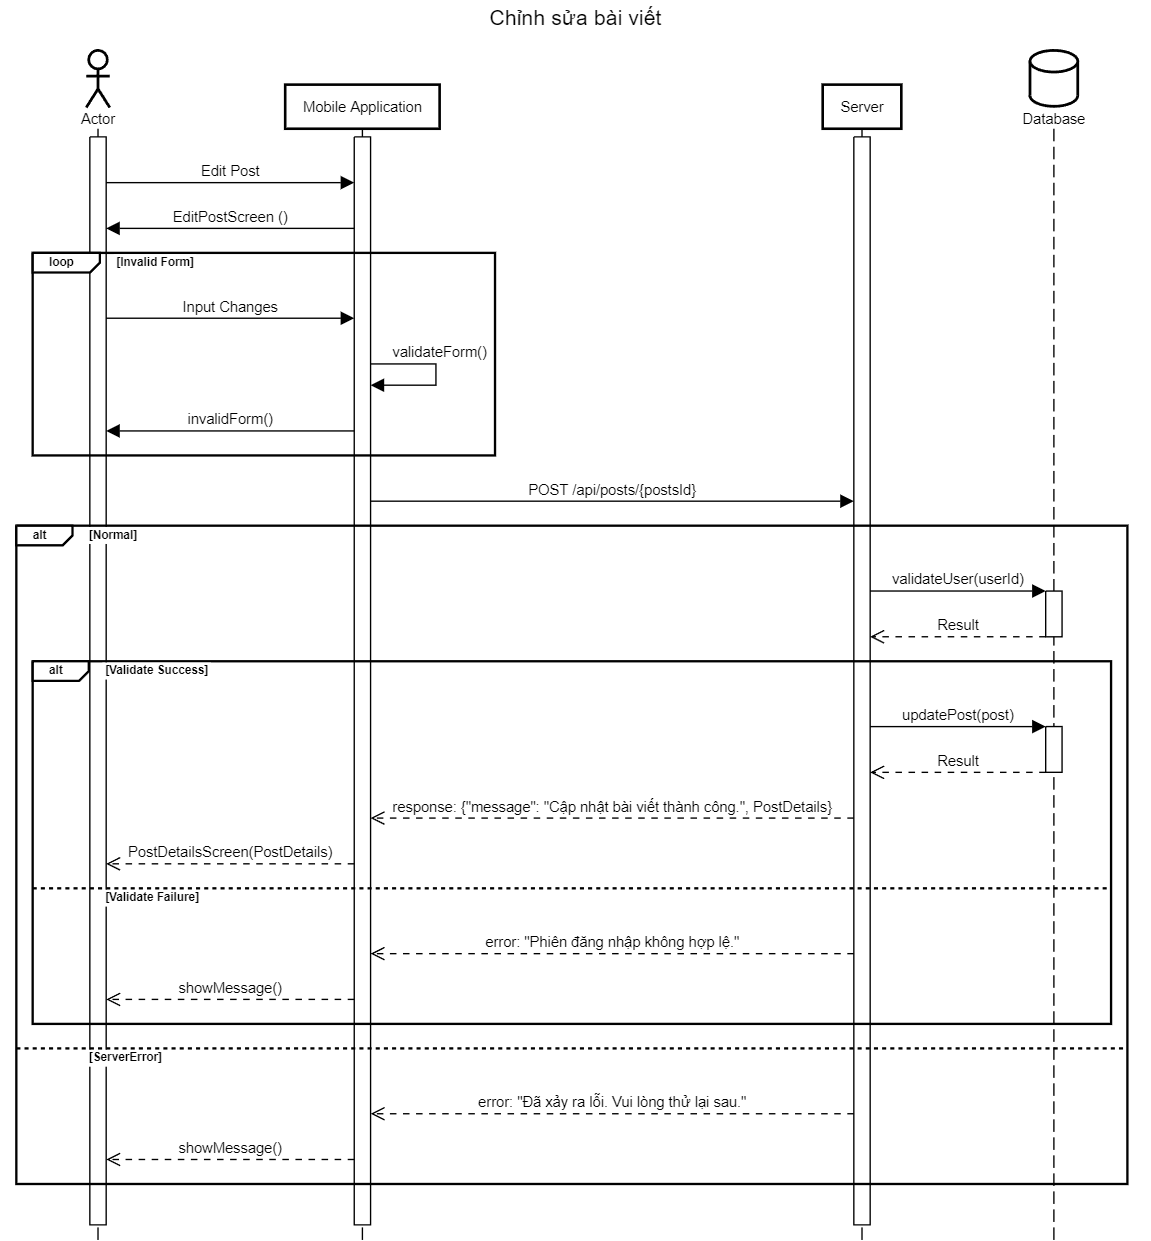 Chỉnh sửa bài viết
Actor
Mobile Application
Server
Database
Edit Post
EditPostScreen ()
loop
[Invalid Form]
Input Changes
validateForm()
invalidForm()
POST /api/posts/{postsId}
alt
[Normal]
validateUser(userId)
Result
alt
[Validate Success]
updatePost(post)
Result
response: {"message": "Cập nhật bài viết thành công.", PostDetails}
PostDetailsScreen(PostDetails)
[Validate Failure]
error: "Phiên đăng nhập không hợp lệ."
showMessage()
[ServerError]
error: "Đã xảy ra lỗi. Vui lòng thử lại sau."
showMessage()